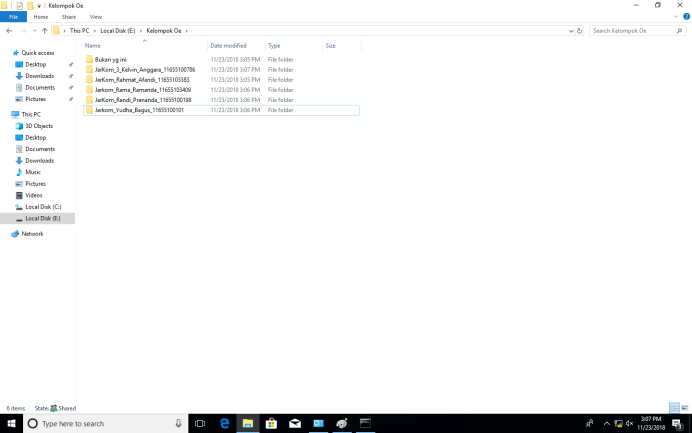 Kelompok Oe
File Home Share View
This PC > Local Disk (E:) > Kelompok Oe >
Search Kelompok Oe
Name Date modified Type Size
Quick access
Desktop
Downloads
Documents
Pictures
This PC
3D Objects
Desktop
Documents
Downloads
Music
Pictures
Videos
Local Disk (C:)
Local Disk (E:)
Network
Bukan yg ini 11/23/2018 3:05 PM File folder
JarKom_3_Kelvin_Anggara_11655100786 11/23/2018 3:07 PM File folder
JarKom_Rahmat_Afandi_11655103383 11/23/2018 3:05 PM File folder
Jarkom_Rama_Ramanda_11655103409 11/23/2018 3:06 PM File folder
JarKom_Rendi_Prananda_11655100198 11/23/2018 3:06 PM File folder
Jarkom_Yudha_Bagus_11655100101 11/23/2018 3:06 PM File folder
6 items State: Shared
Type here to search
3:07 PM
11/23/2018
3